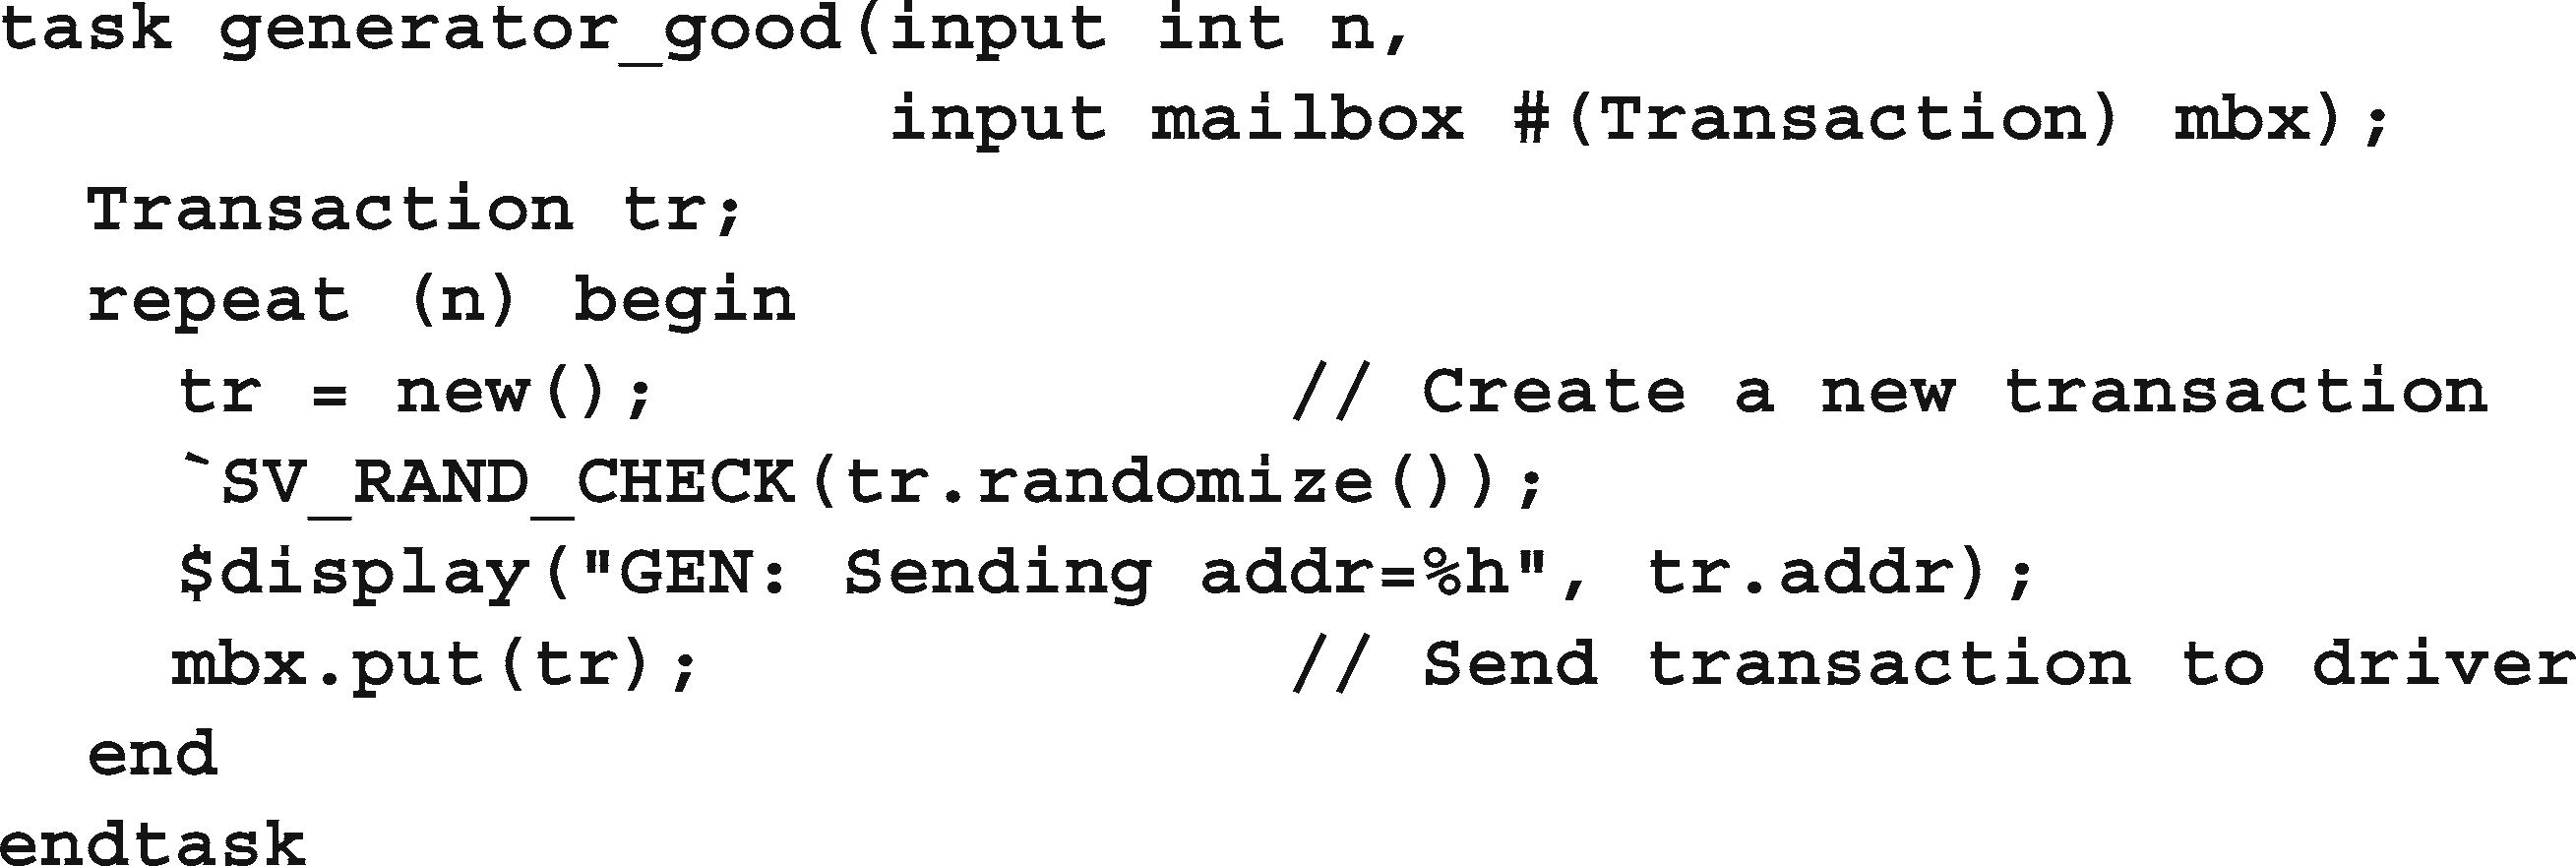 task generator_good(input int n,
                    input mailbox #(Transaction) mbx);
  Transaction tr;
  repeat (n) begin
    tr = new();              // Create a new transaction
    `SV_RAND_CHECK(tr.randomize());
    $display("GEN: Sending addr=%h", tr.addr);
    mbx.put(tr);             // Send transaction to driver
  end
endtask